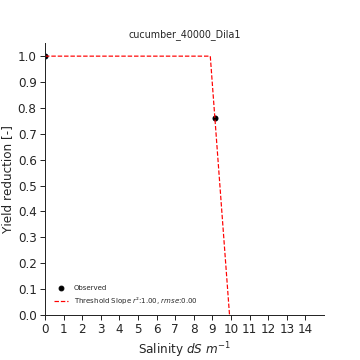 cucumber_40000_Dila1
Yield reduction [-]
1.0
0.9
0.8
0.7
0.6
0.5
0.4
0.3
0.2
0.1
0.0
Observed
Threshold Slope r²:1.00, rmse:0.00
0 1 2 3 4 5 6 7 8 9 10 11 12 13 14
Salinity dS m⁻¹